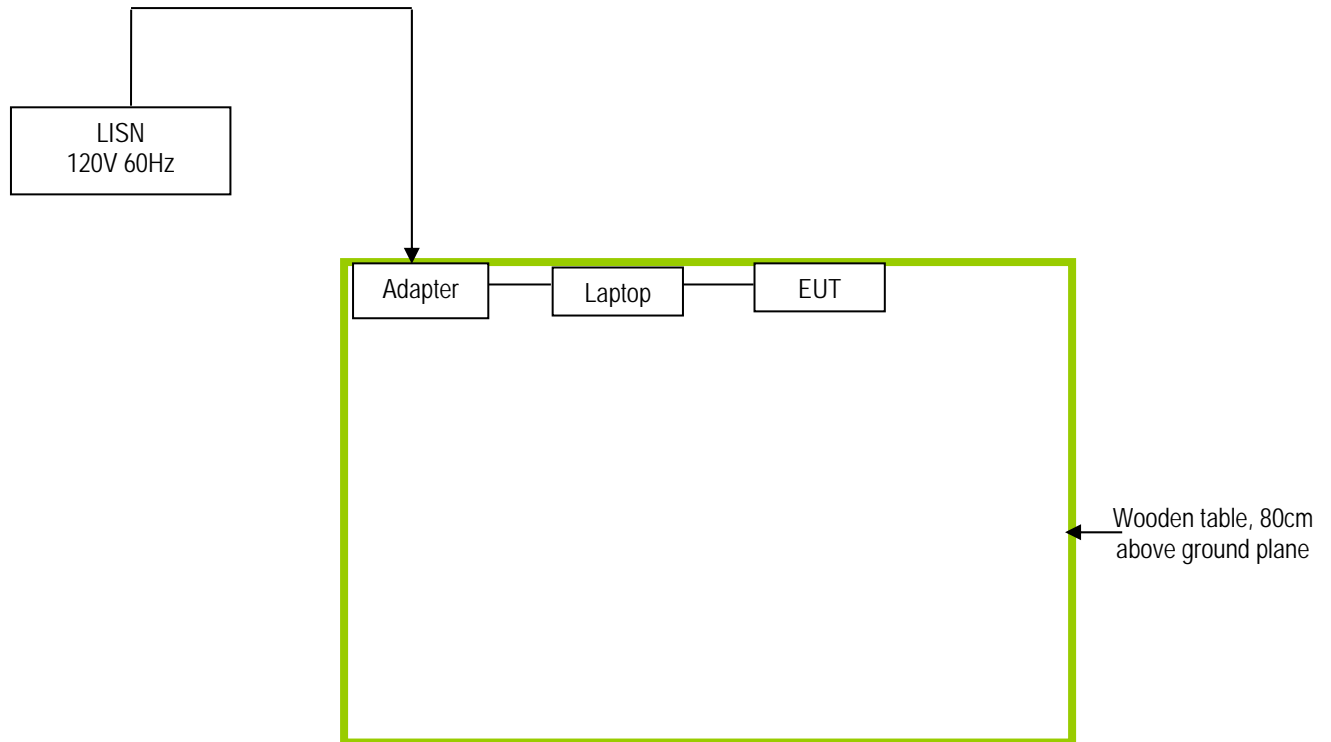 LISN
120V 60Hz
Adapter
Laptop
EUT
Wooden table, 80cm
above ground plane